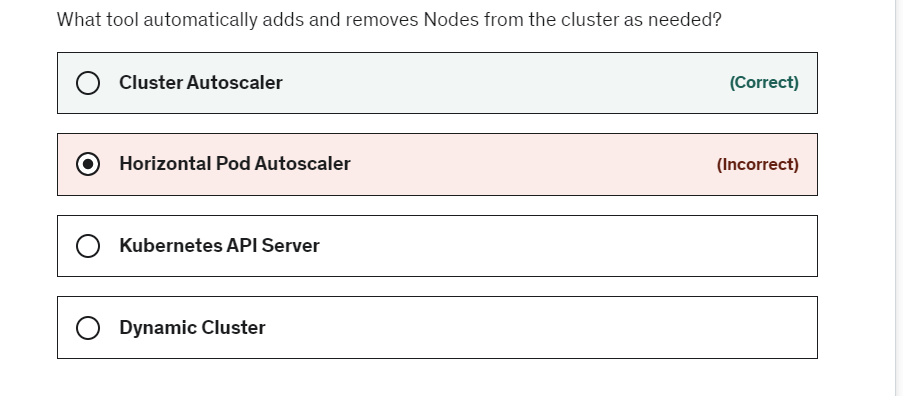 What tool automatically adds and removes Nodes from the cluster as needed?
Cluster Autoscaler (Correct)
Horizontal Pod Autoscaler (Incorrect)
Kubernetes API Server
Dynamic Cluster